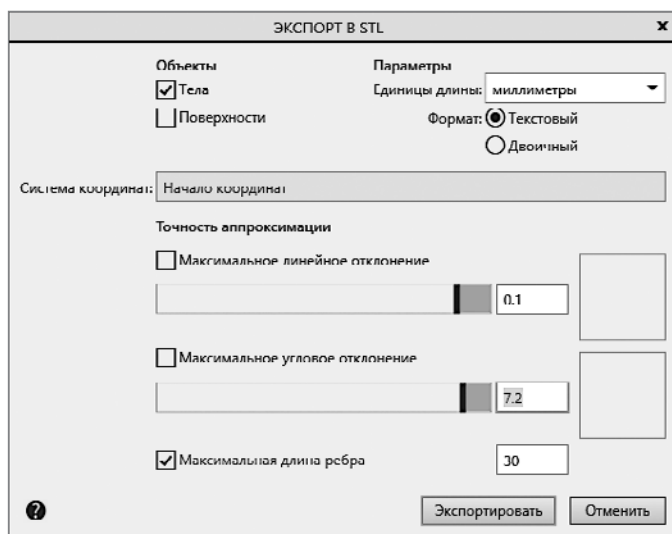 ЭКСПОРТ В STL x
Объекты Параметры
Тела Единицы длины: миллиметры
Поверхности Формат: Текстовый
Двоичный
Система координат: Начало координат
Точность аппроксимации
Максимальное линейное отклонение
0.1
Максимальное угловое отклонение
7.2
Максимальная длина ребра 30
? Экспортировать Отменить